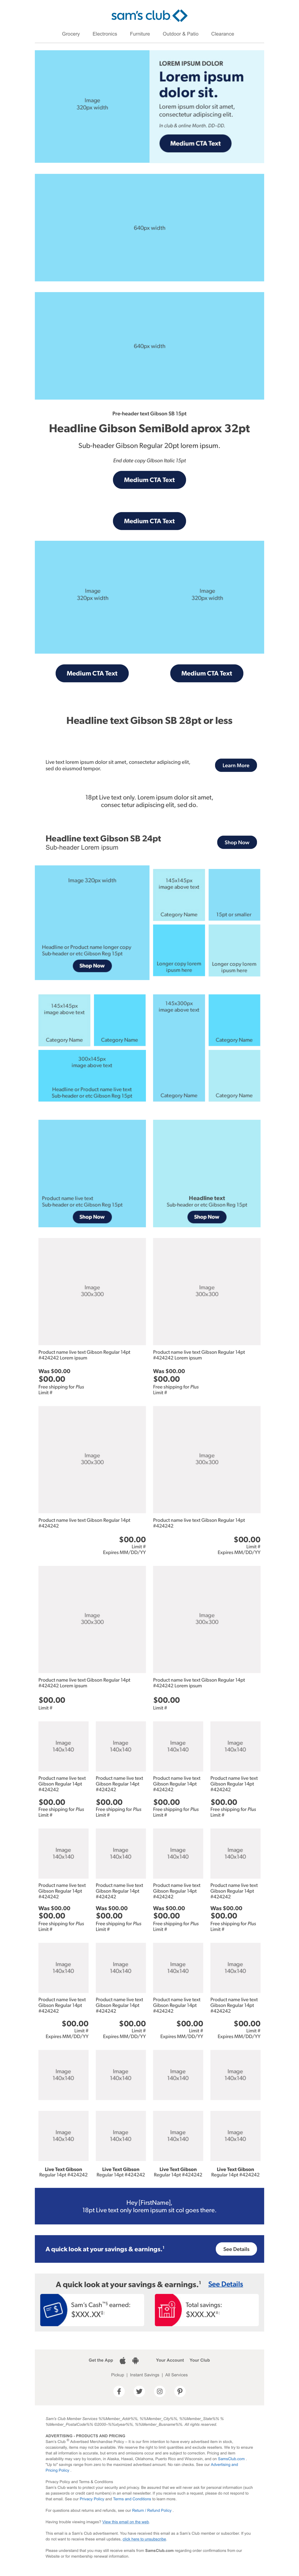 sam's club
Grocery Electronics Furniture Outdoor & Patio Clearance
Image
320px width
LOREM IPSUM DOLOR
Lorem ipsum
dolor sit.
Lorem ipsum dolor sit amet,
consectetur adipiscing elit.
In club & online Month. DD–DD.
Medium CTA Text
640px width
640px width
Pre-header text Gibson SB 15pt
Headline Gibson SemiBold aprox 32pt
Sub-header Gibson Regular 20pt lorem ipsum.
End date copy Gibson Italic 15pt
Medium CTA Text
Medium CTA Text
Image
320px width
Image
320px width
Medium CTA Text
Medium CTA Text
Headline text Gibson SB 28pt or less
Live text lorem ipsum dolor sit amet, consectetur adipiscing elit,
sed do eiusmod tempor.
Learn More
18pt Live text only. Lorem ipsum dolor sit amet,
consec tetur adipiscing elit, sed do.
Headline text Gibson SB 24pt
Sub-header Lorem ipsum
Shop Now
Image 320px width
Headline or Product name longer copy
Sub-header or etc Gibson Reg 15pt
Shop Now
145x145px
image above text
Category Name
15pt or smaller
Longer copy lorem
ipsum here
Longer copy lorem
ipsum here
145x145px
image above text
Category Name
Category Name
300x145px
image above text
Headline or Product name live text
Sub-header or etc Gibson Reg 15pt
145x300px
image above text
Category Name
Category Name
Category Name
Product name live text
Sub-header or etc Gibson Reg 15pt
Shop Now
Headline text
Sub-header or etc Gibson Reg 15pt
Shop Now
Image
300x300
Image
300x300
Product name live text Gibson Regular 14pt
#424242 Lorem ipsum
Was $00.00
$00.00
Free shipping for Plus
Limit #
Product name live text Gibson Regular 14pt
#424242 Lorem ipsum
Was $00.00
$00.00
Free shipping for Plus
Limit #
Image
300x300
Image
300x300
Product name live text Gibson Regular 14pt
#424242
$00.00
Limit #
Expires MM/DD/YY
Product name live text Gibson Regular 14pt
#424242
$00.00
Limit #
Expires MM/DD/YY
Image
300x300
Image
300x300
Product name live text Gibson Regular 14pt
#424242 Lorem ipsum
$00.00
Limit #
Product name live text Gibson Regular 14pt
#424242 Lorem ipsum
$00.00
Limit #
Image Image Image Image
140x140 140x140 140x140 140x140
Product name live text Product name live text Product name live text Product name live text
Gibson Regular 14pt Gibson Regular 14pt Gibson Regular 14pt Gibson Regular 14pt
#424242 #424242 #424242 #424242
$00.00 $00.00 $00.00 $00.00
Free shipping for Plus Free shipping for Plus Free shipping for Plus Free shipping for Plus
Limit # Limit # Limit # Limit #
Image Image Image Image
140x140 140x140 140x140 140x140
Product name live text Product name live text Product name live text Product name live text
Gibson Regular 14pt Gibson Regular 14pt Gibson Regular 14pt Gibson Regular 14pt
#424242 #424242 #424242 #424242
Was $00.00 Was $00.00 Was $00.00 Was $00.00
$00.00 $00.00 $00.00 $00.00
Free shipping for Plus Free shipping for Plus Free shipping for Plus Free shipping for Plus
Limit # Limit # Limit # Limit #
Image Image Image Image
140x140 140x140 140x140 140x140
Product name live text Product name live text Product name live text Product name live text
Gibson Regular 14pt Gibson Regular 14pt Gibson Regular 14pt Gibson Regular 14pt
#424242 #424242 #424242 #424242
$00.00 $00.00 $00.00 $00.00
Limit # Limit # Limit # Limit #
Expires MM/DD/YY Expires MM/DD/YY Expires MM/DD/YY Expires MM/DD/YY
Image Image Image Image
140x140 140x140 140x140 140x140
Image Image Image Image
140x140 140x140 140x140 140x140
Live Text Gibson Live Text Gibson Live Text Gibson Live Text Gibson
Regular 14pt #424242 Regular 14pt #424242 Regular 14pt #424242 Regular 14pt #424242
Hey [FirstName],
18pt Live text only lorem ipsum sit col goes there.
A quick look at your savings & earnings.¹
See Details
A quick look at your savings & earnings.¹ See Details
Sam's Cash™ earned:
$XXX.XX
Total savings:
$XXX.XX
Get the App Your Account Your Club
Pickup | Instant Savings | All Services
ADVERTISING - PRODUCTS AND PRICING
Privacy Policy and Terms & Conditions
For questions about returns and refunds, see our Return / Refund Policy.
Having trouble viewing images? View this email on the web.